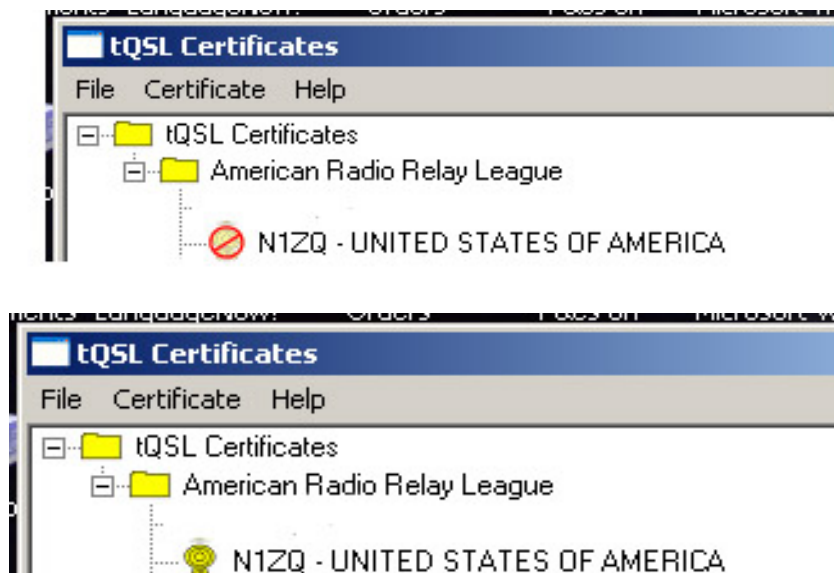 tQSL Certificates
File Certificate Help
tQSL Certificates
American Radio Relay League
N1ZQ - UNITED STATES OF AMERICA
tQSL Certificates
File Certificate Help
tQSL Certificates
American Radio Relay League
N1ZQ - UNITED STATES OF AMERICA